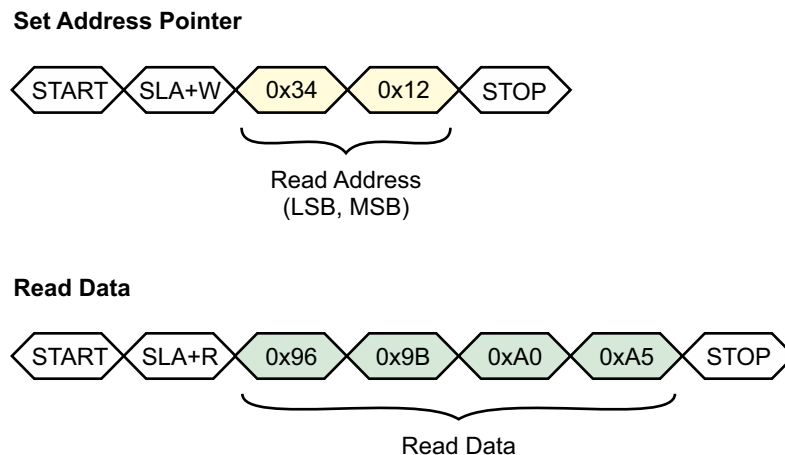 Set Address Pointer
START SLA+W 0x34 0x12 STOP
Read Address
(LSB, MSB)
Read Data
START SLA+R 0x96 0x9B 0xA0 0xA5 STOP
Read Data